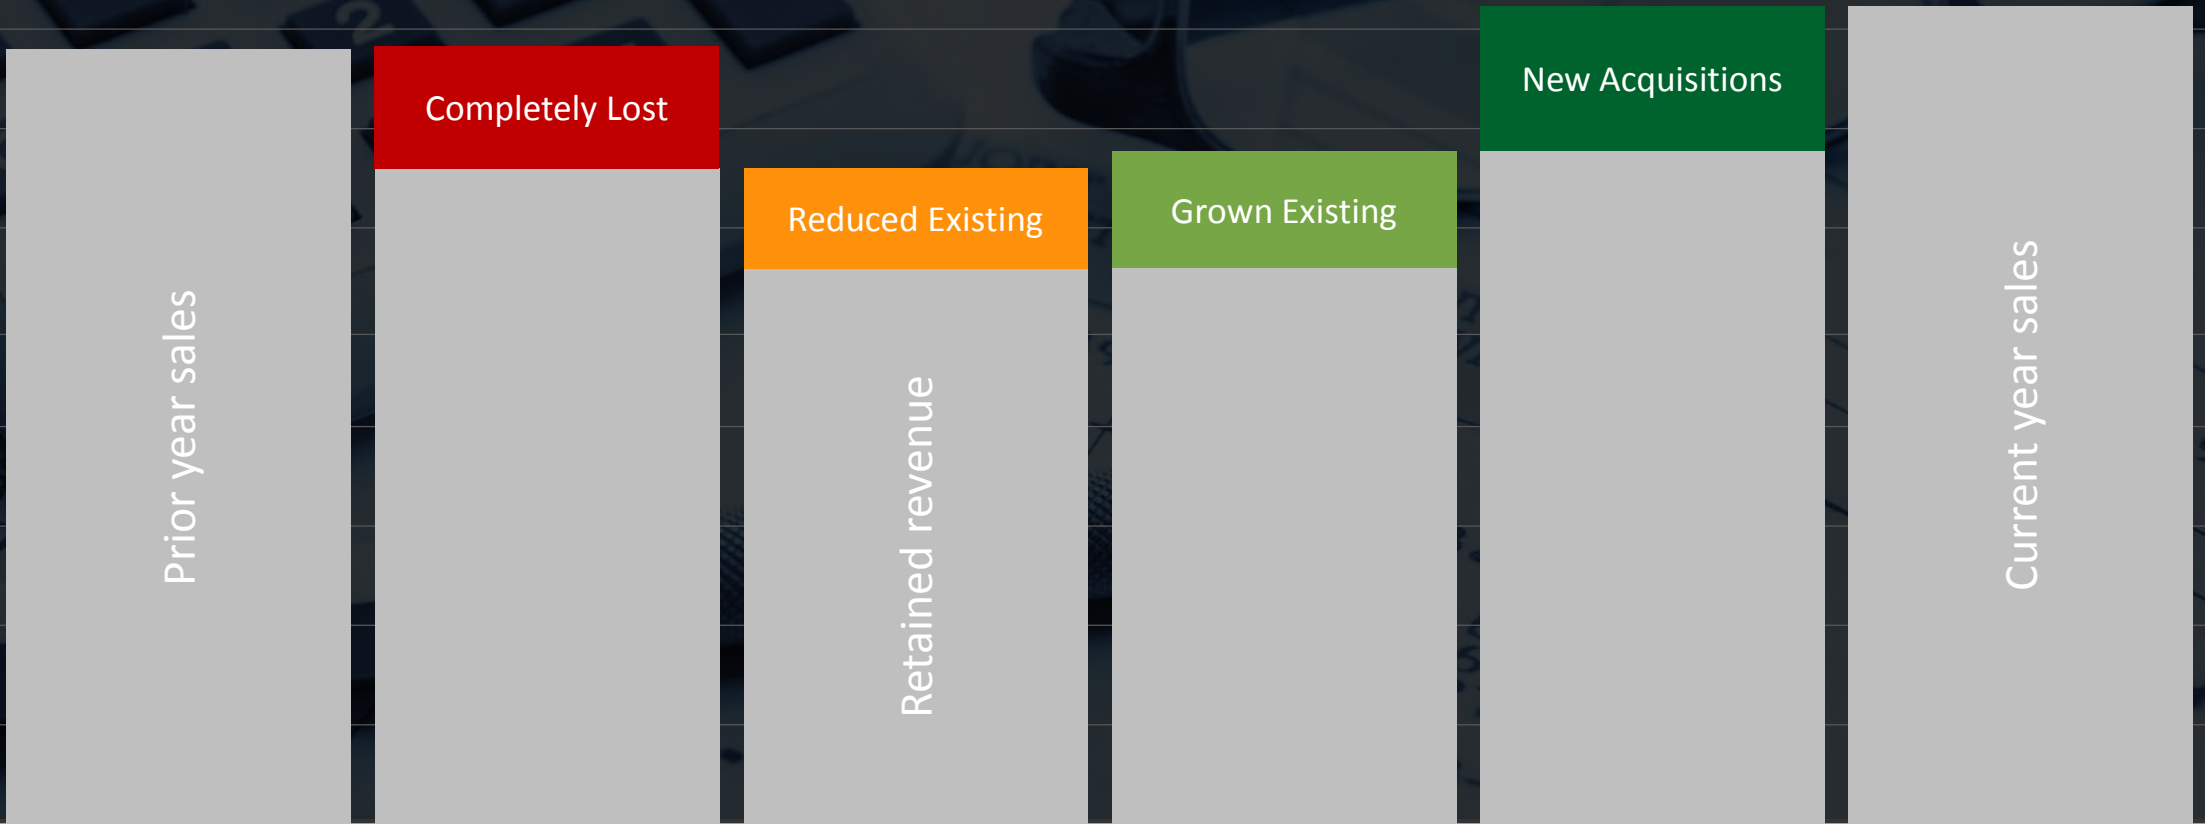 Prior year sales
Completely Lost
Reduced Existing
Retained revenue
Grown Existing
New Acquisitions
Current year sales